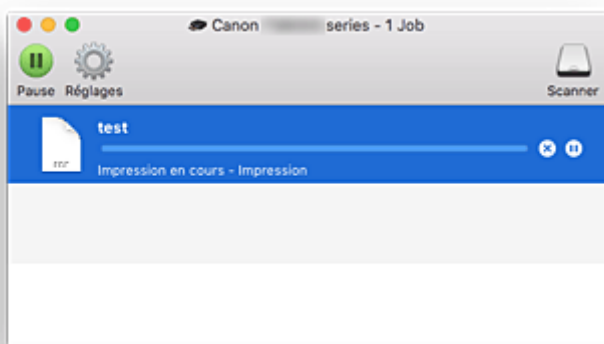 Canon series - 1 Job
Pause Réglages Scanner
test
Impression en cours - Impression